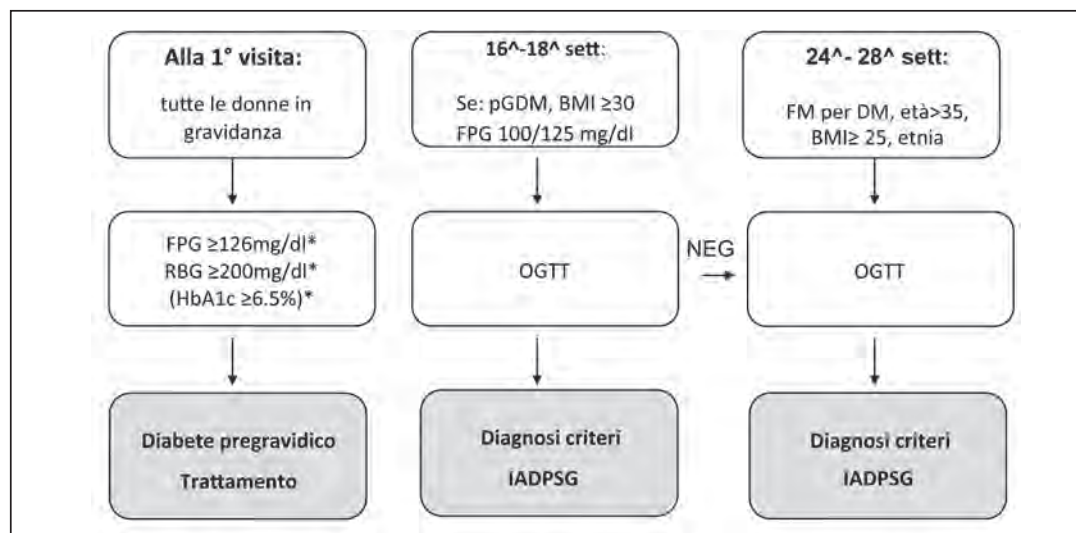 Alla 1° visita:
tutte le donne in
gravidanza
FPG ≥126mg/dl*
RBG ≥200mg/dl*
(HbA1c ≥6.5%)*
Diabete pregravidico
Trattamento
16^-18^ sett:
Se: pGDM, BMI ≥30
FPG 100/125 mg/dl
OGTT
Diagnosi criteri
IADPSG
NEG
24^- 28^ sett:
FM per DM, età>35,
BMI≥ 25, etnia
OGTT
Diagnosi criteri
IADPSG